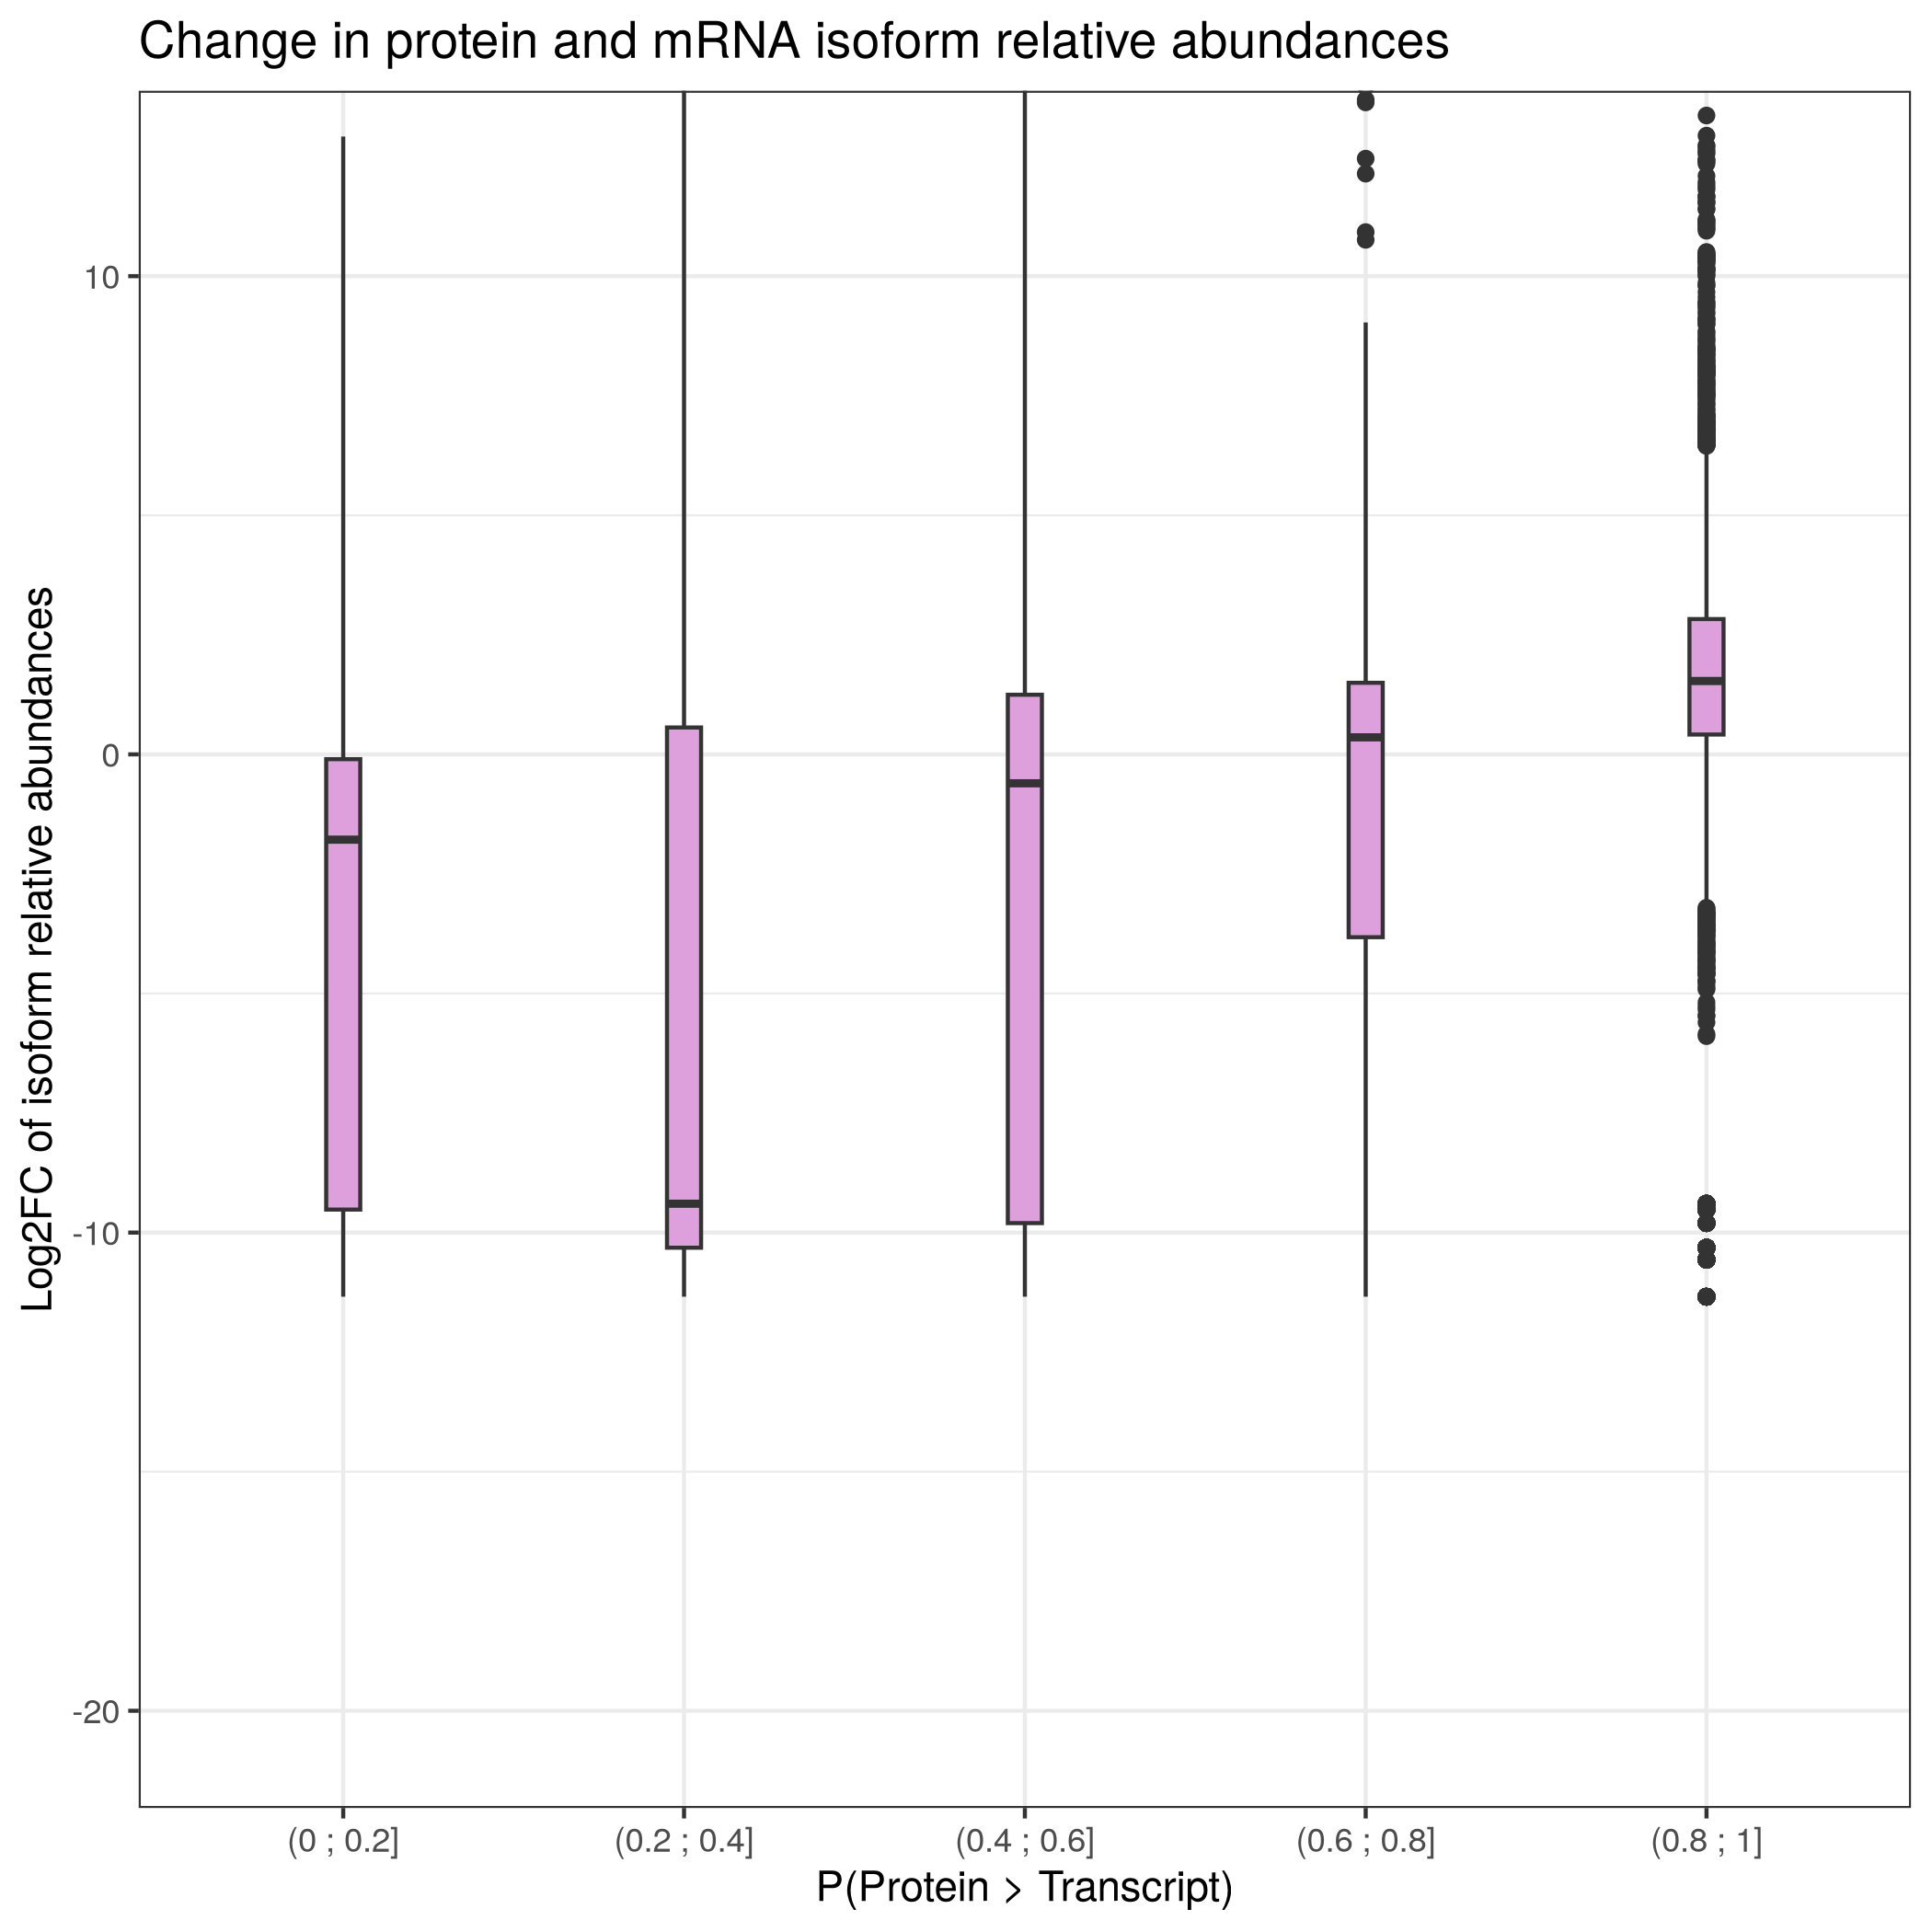 Change in protein and mRNA isoform relative abundances
Log2FC of isoform relative abundances
10
0
-10
-20
(0 ; 0.2]
(0.2 ; 0.4]
(0.4 ; 0.6]
(0.6 ; 0.8]
(0.8 ; 1]
P(Protein > Transcript)